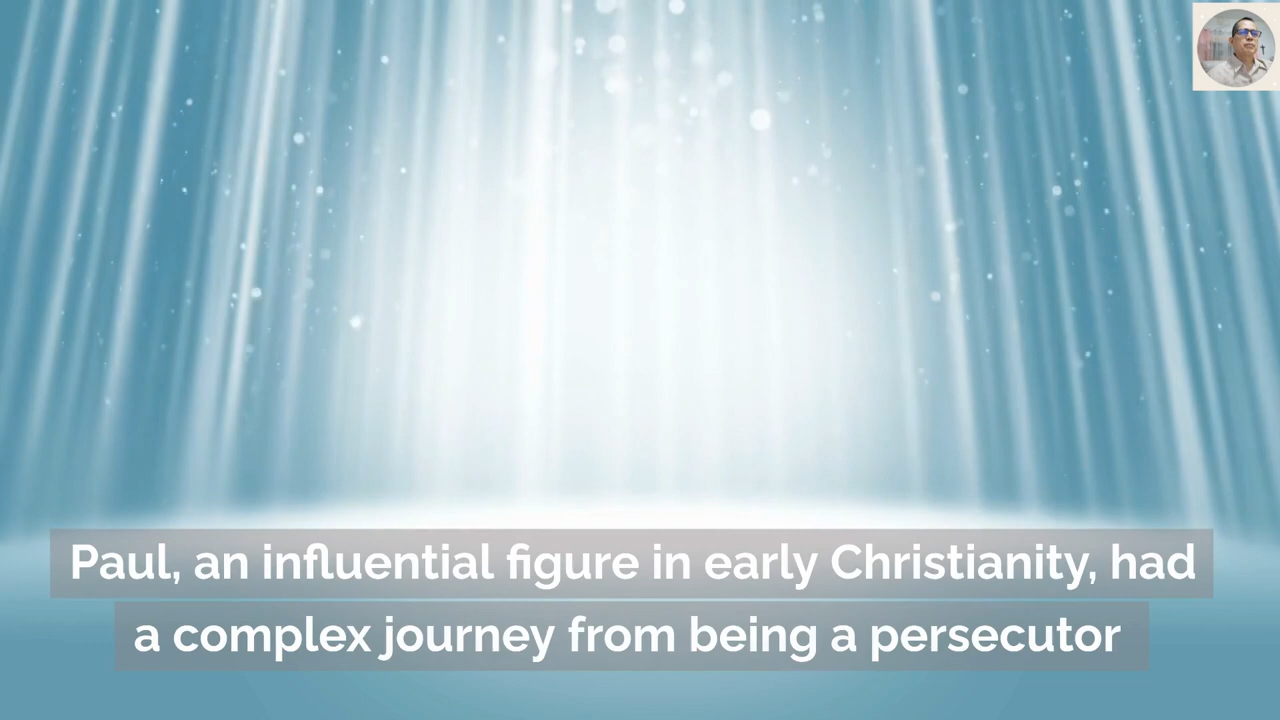 Paul, an influential figure in early Christianity, had
a complex journey from being a persecutor